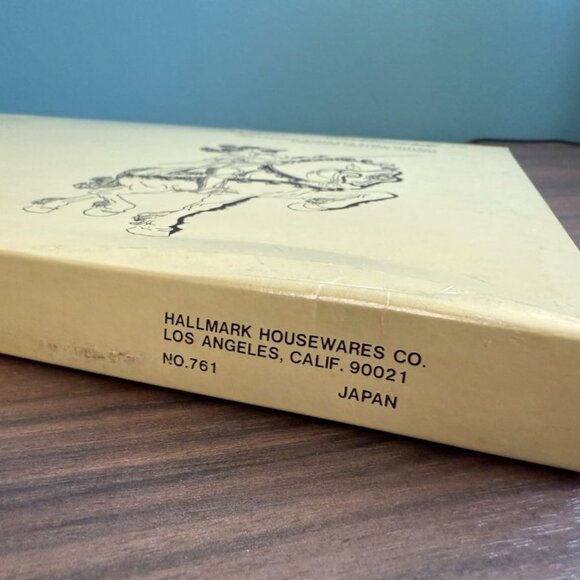 HALLMARK HOUSEWARES CO.
LOS ANGELES, CALIF. 90021
NO.761
JAPAN